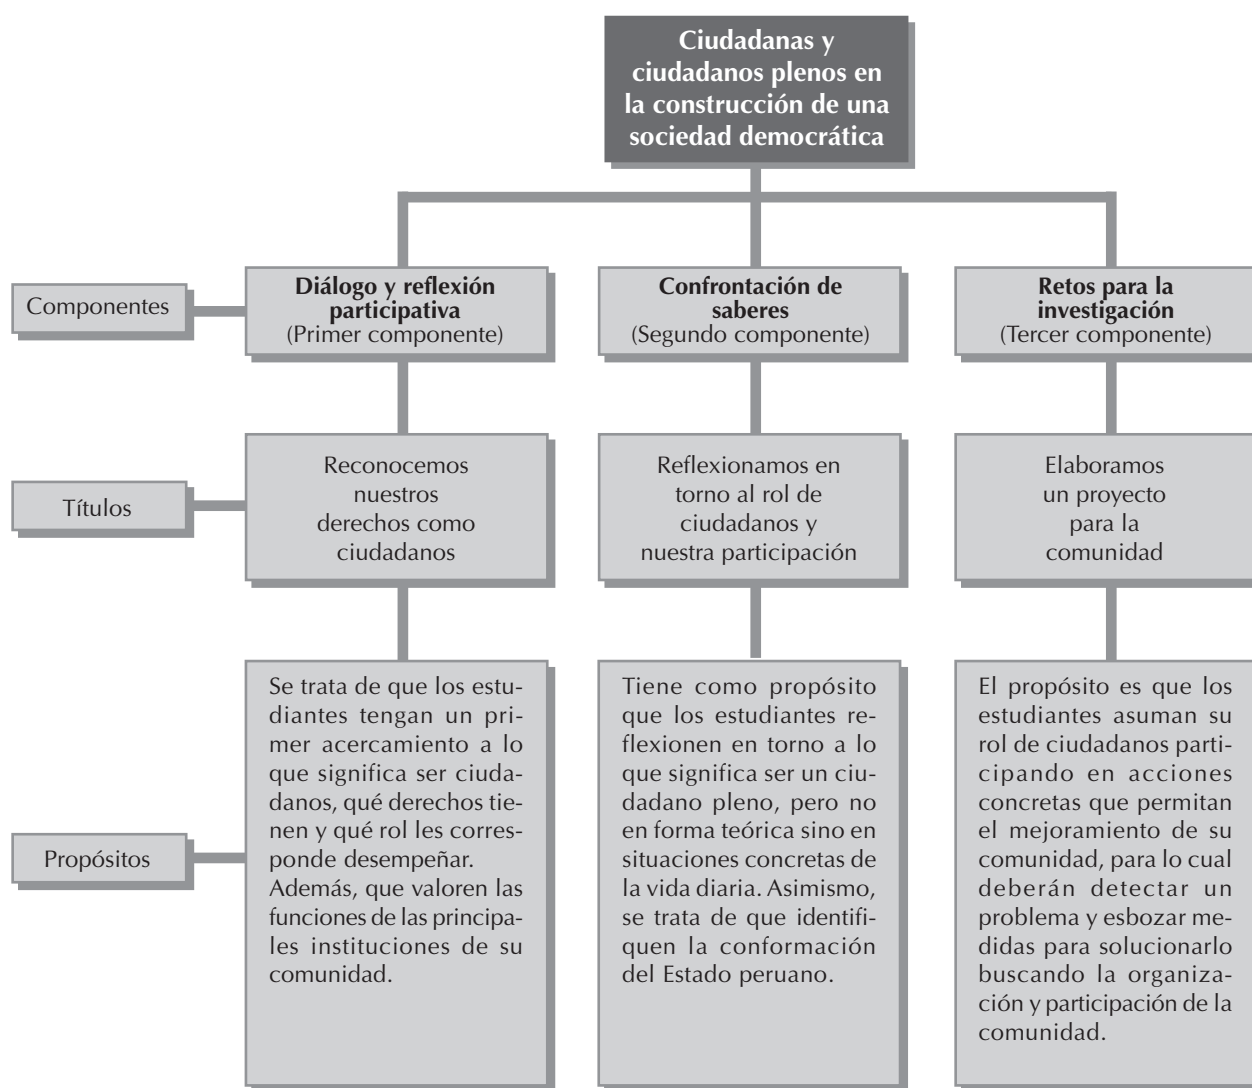 Ciudadanas y
ciudadanos plenos en
la construcción de una
sociedad democrática
Componentes
Diálogo y reflexión
participativa
(Primer componente)
Confrontación de
saberes
(Segundo componente)
Retos para la
investigación
(Tercer componente)
Títulos
Reconocemos
nuestros
derechos como
ciudadanos
Reflexionamos en
torno al rol de
ciudadanos y
nuestra participación
Elaboramos
un proyecto
para la
comunidad
Propósitos
Se trata de que los estu-
diantes tengan un pri-
mer acercamiento a lo
que significa ser ciuda-
danos, qué derechos tie-
nen y qué rol les corres-
ponde desempeñar.
Además, que valoren las
funciones de las principa-
les instituciones de su
comunidad.
Tiene como propósito
que los estudiantes re-
flexionen en torno a lo
que significa ser un ciu-
dadano pleno, pero no
en forma teórica sino en
situaciones concretas de
la vida diaria. Asimismo,
se trata de que identifi-
quen la conformación
del Estado peruano.
El propósito es que los
estudiantes asuman su
rol de ciudadanos parti-
cipando en acciones
concretas que permitan
el mejoramiento de su
comunidad, para lo cual
deberán detectar un
problema y esbozar me-
didas para solucionarlo
buscando la organiza-
ción y participación de la
comunidad.